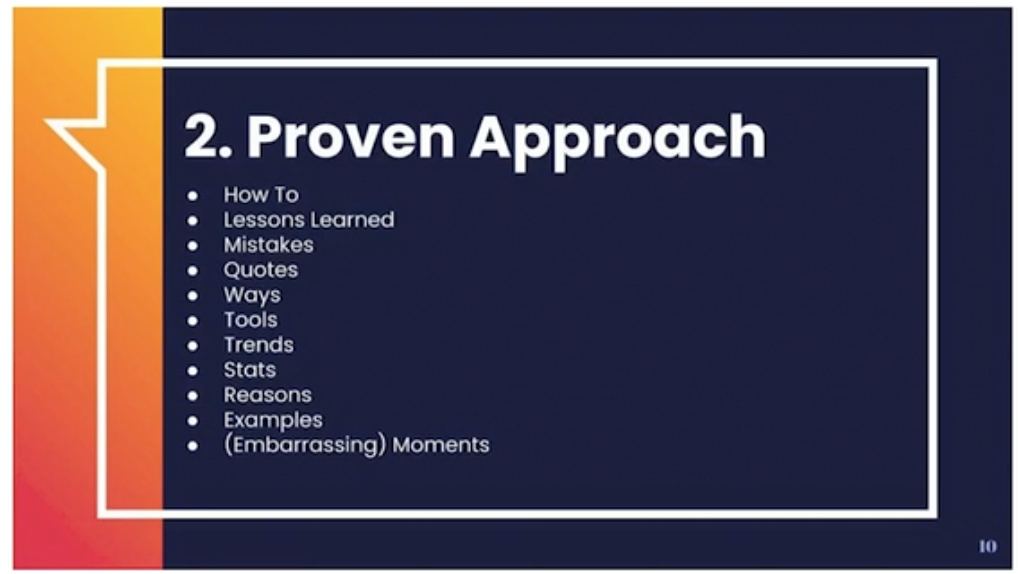 2. Proven Approach
● How To
● Lessons Learned
● Mistakes
● Quotes
● Ways
● Tools
● Trends
● Stats
● Reasons
● Examples
● (Embarrassing) Moments
10